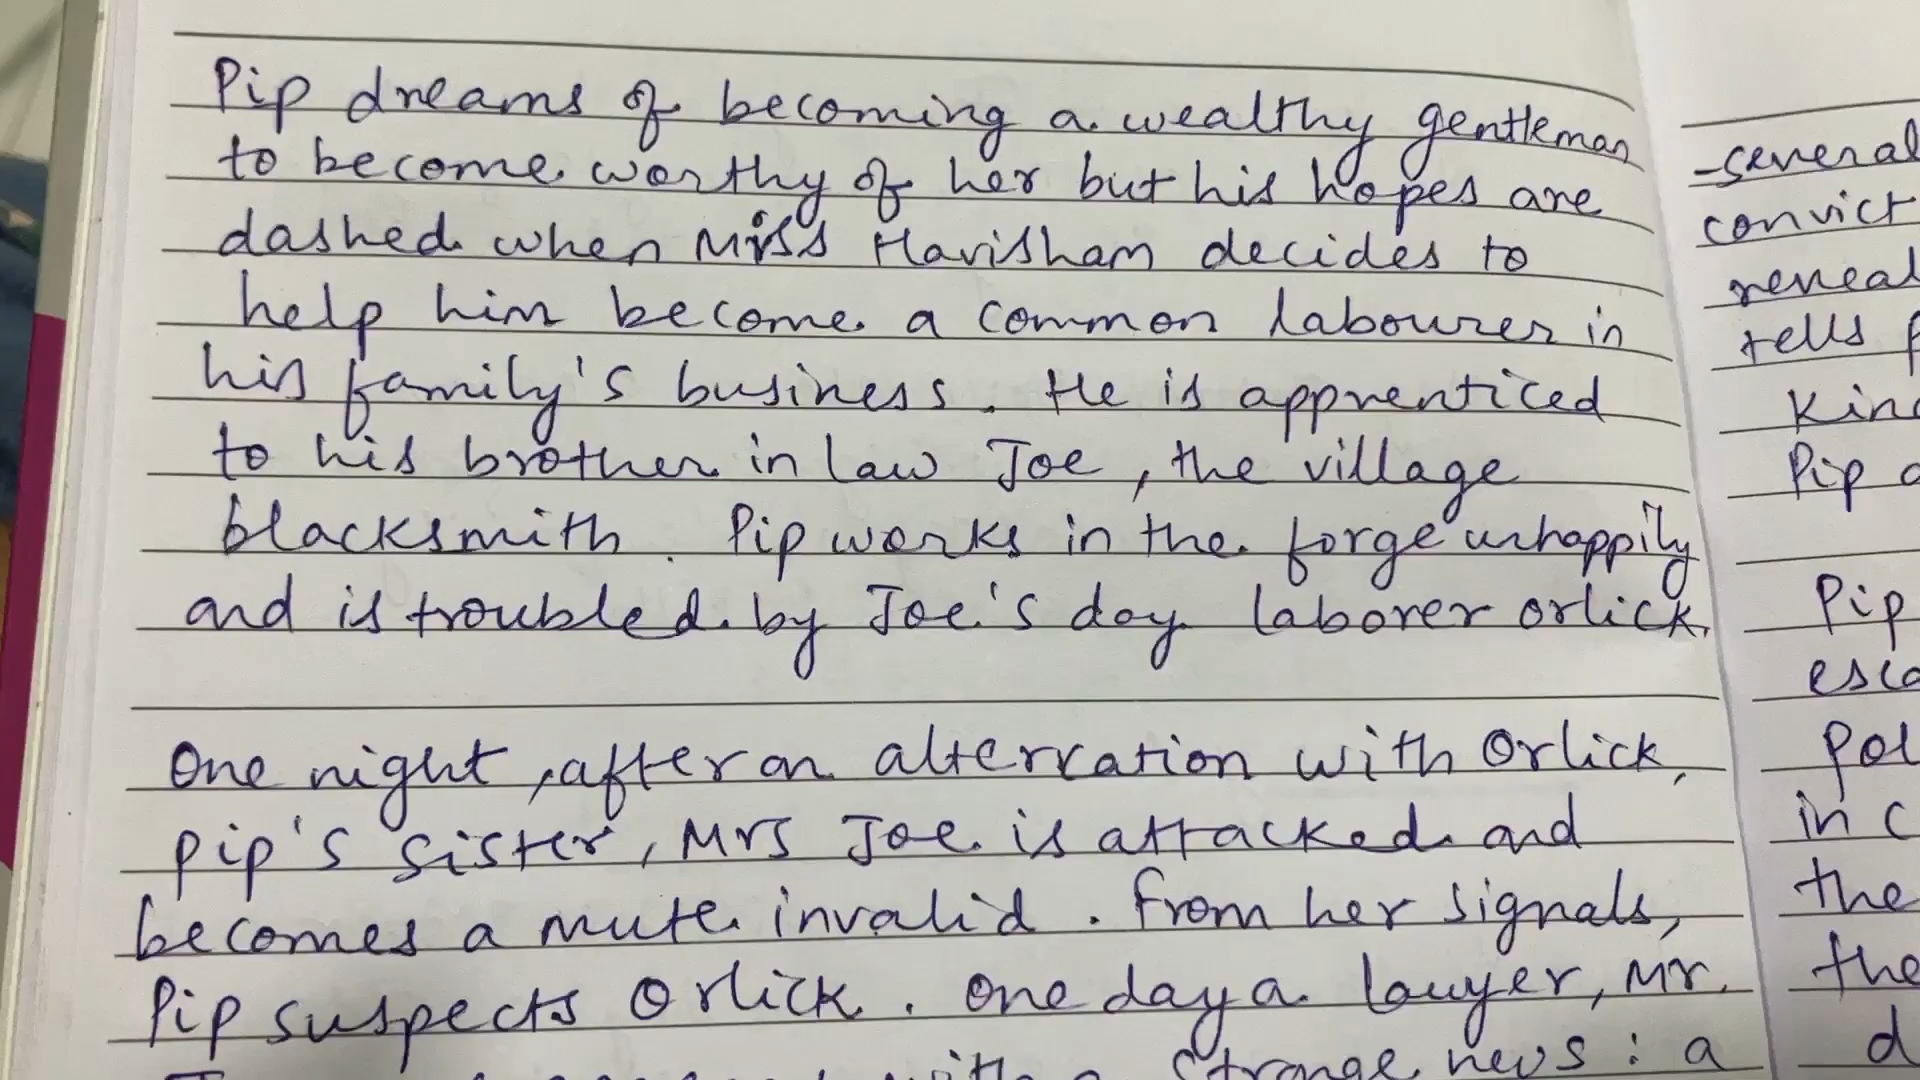 Pip dreams of becoming a wealthy gentleman
to become worthy of her but his hopes are
dashed when Miss Havisham decides to
help him become a common labourer in
his family's business. He is apprenticed
to his brother in law Joe, the village
blacksmith. Pip works in the forge unhappily
and is troubled by Joe's day laborer orlick.
One night, after an altercation with Orlick,
pip's sister, Mrs Joe is attacked and
becomes a mute invalid. From her signals,
Pip suspects Orlick. One day a lawyer, Mr.
strange news: a
-several
convict
reveal
tells
Pip
Pip
in
the
the